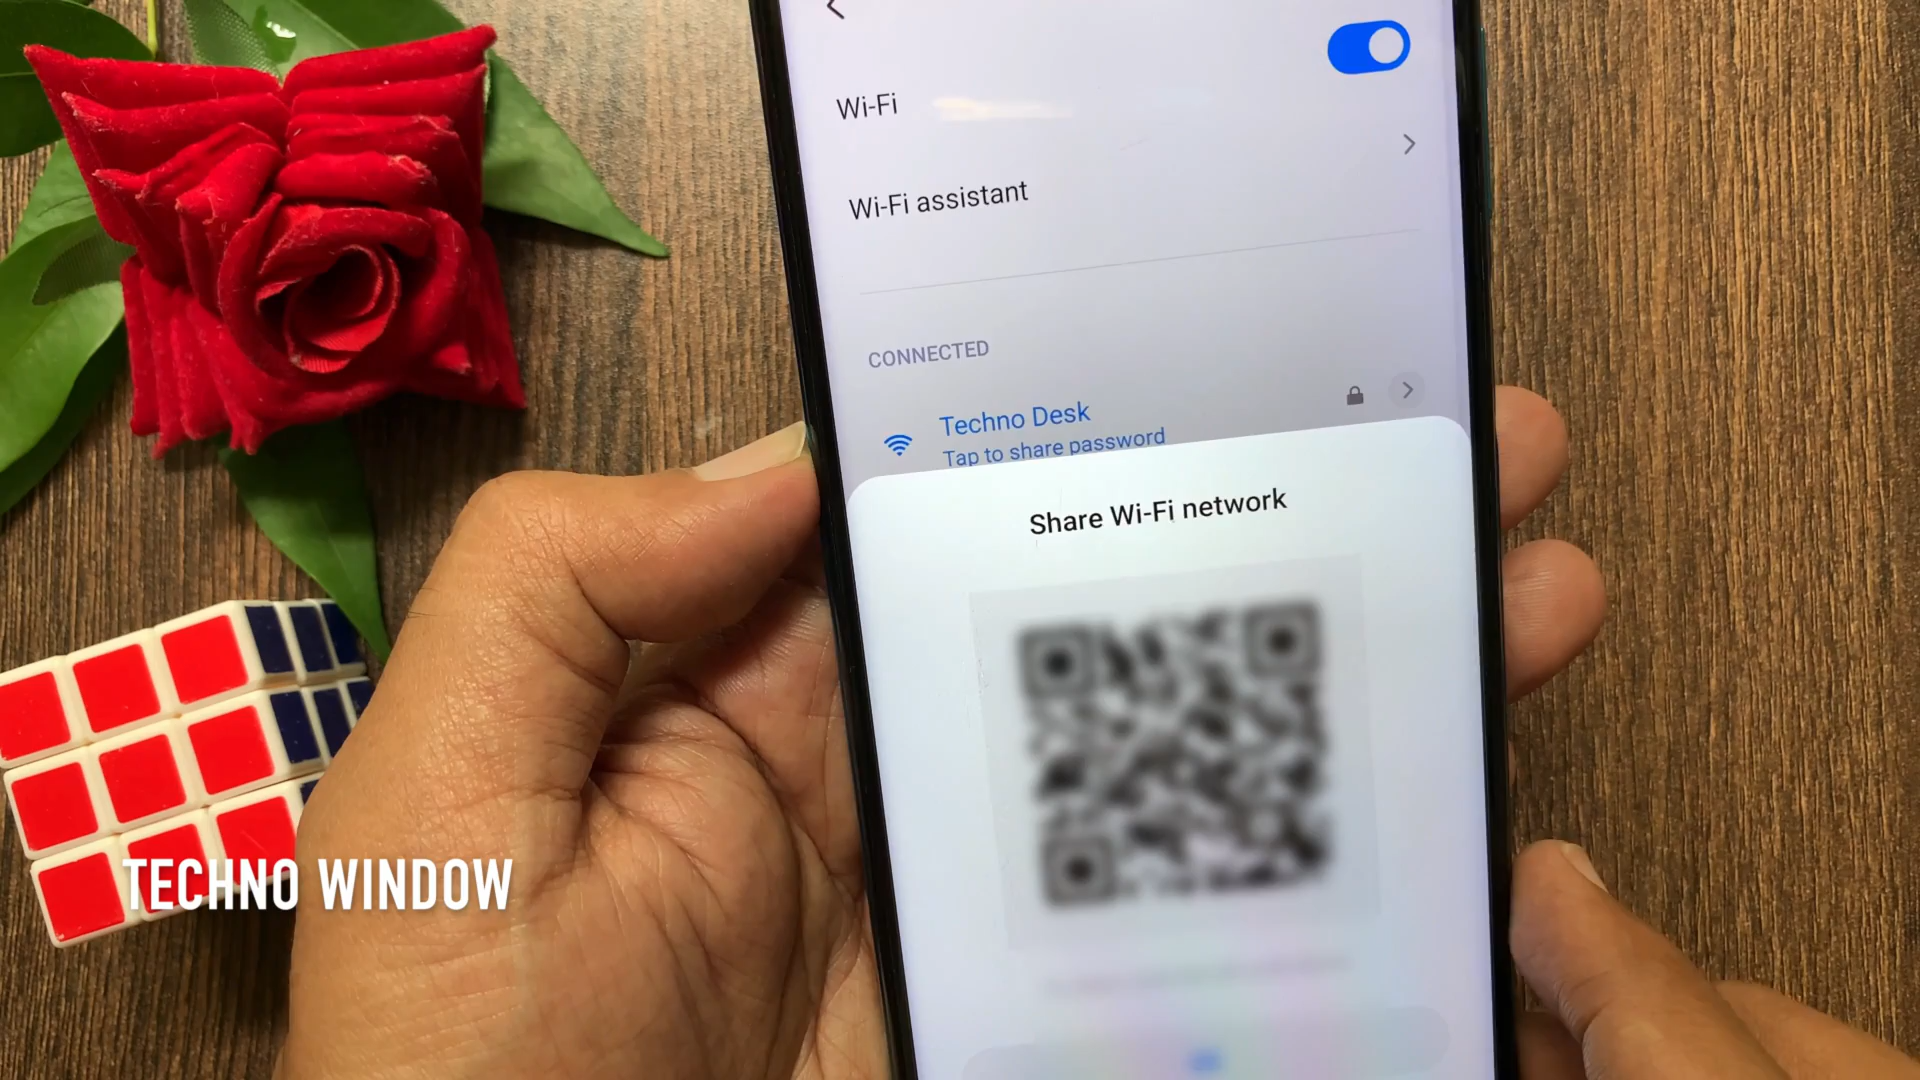 Wi-Fi
Wi-Fi assistant
CONNECTED
Techno Desk
Tap to share password
Share Wi-Fi network
TECHNO WINDOW